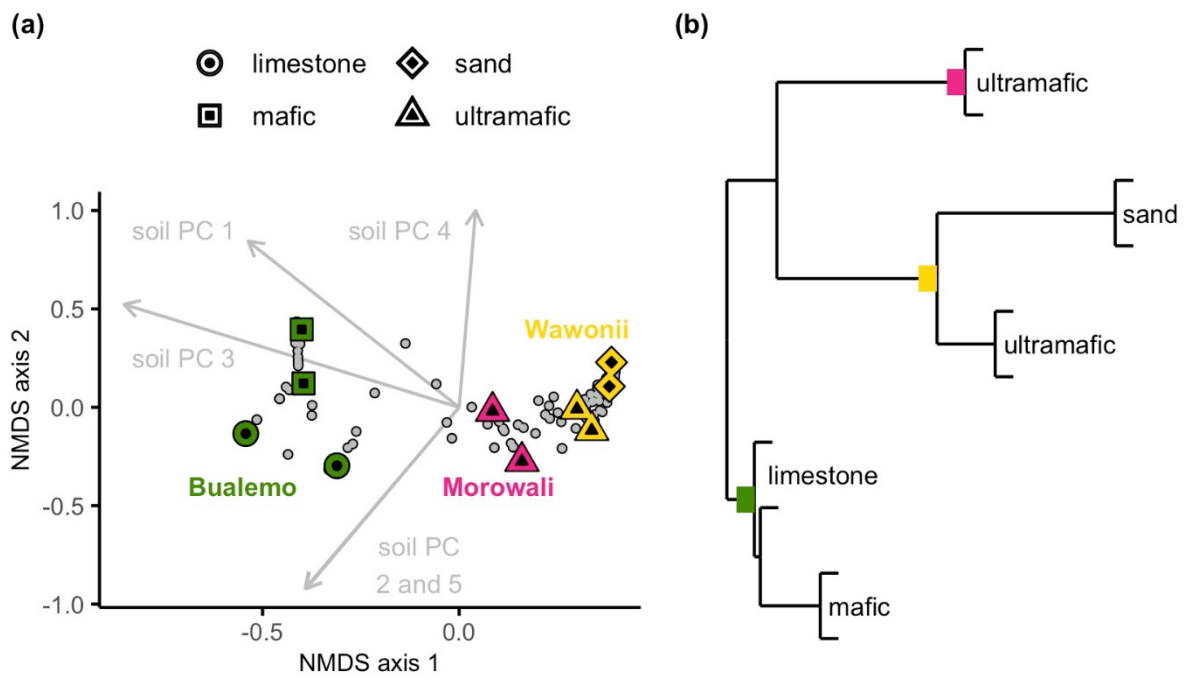 (a)
limestone
sand
mafic
ultramafic
1.0
0.5
0.0
-0.5
-1.0
NMDS axis 2
soil PC 1
soil PC 4
soil PC 3
Wawonii
Bualemo
Morowali
soil PC
2 and 5
-0.5
0.0
NMDS axis 1
(b)
ultramafic
sand
ultramafic
limestone
mafic